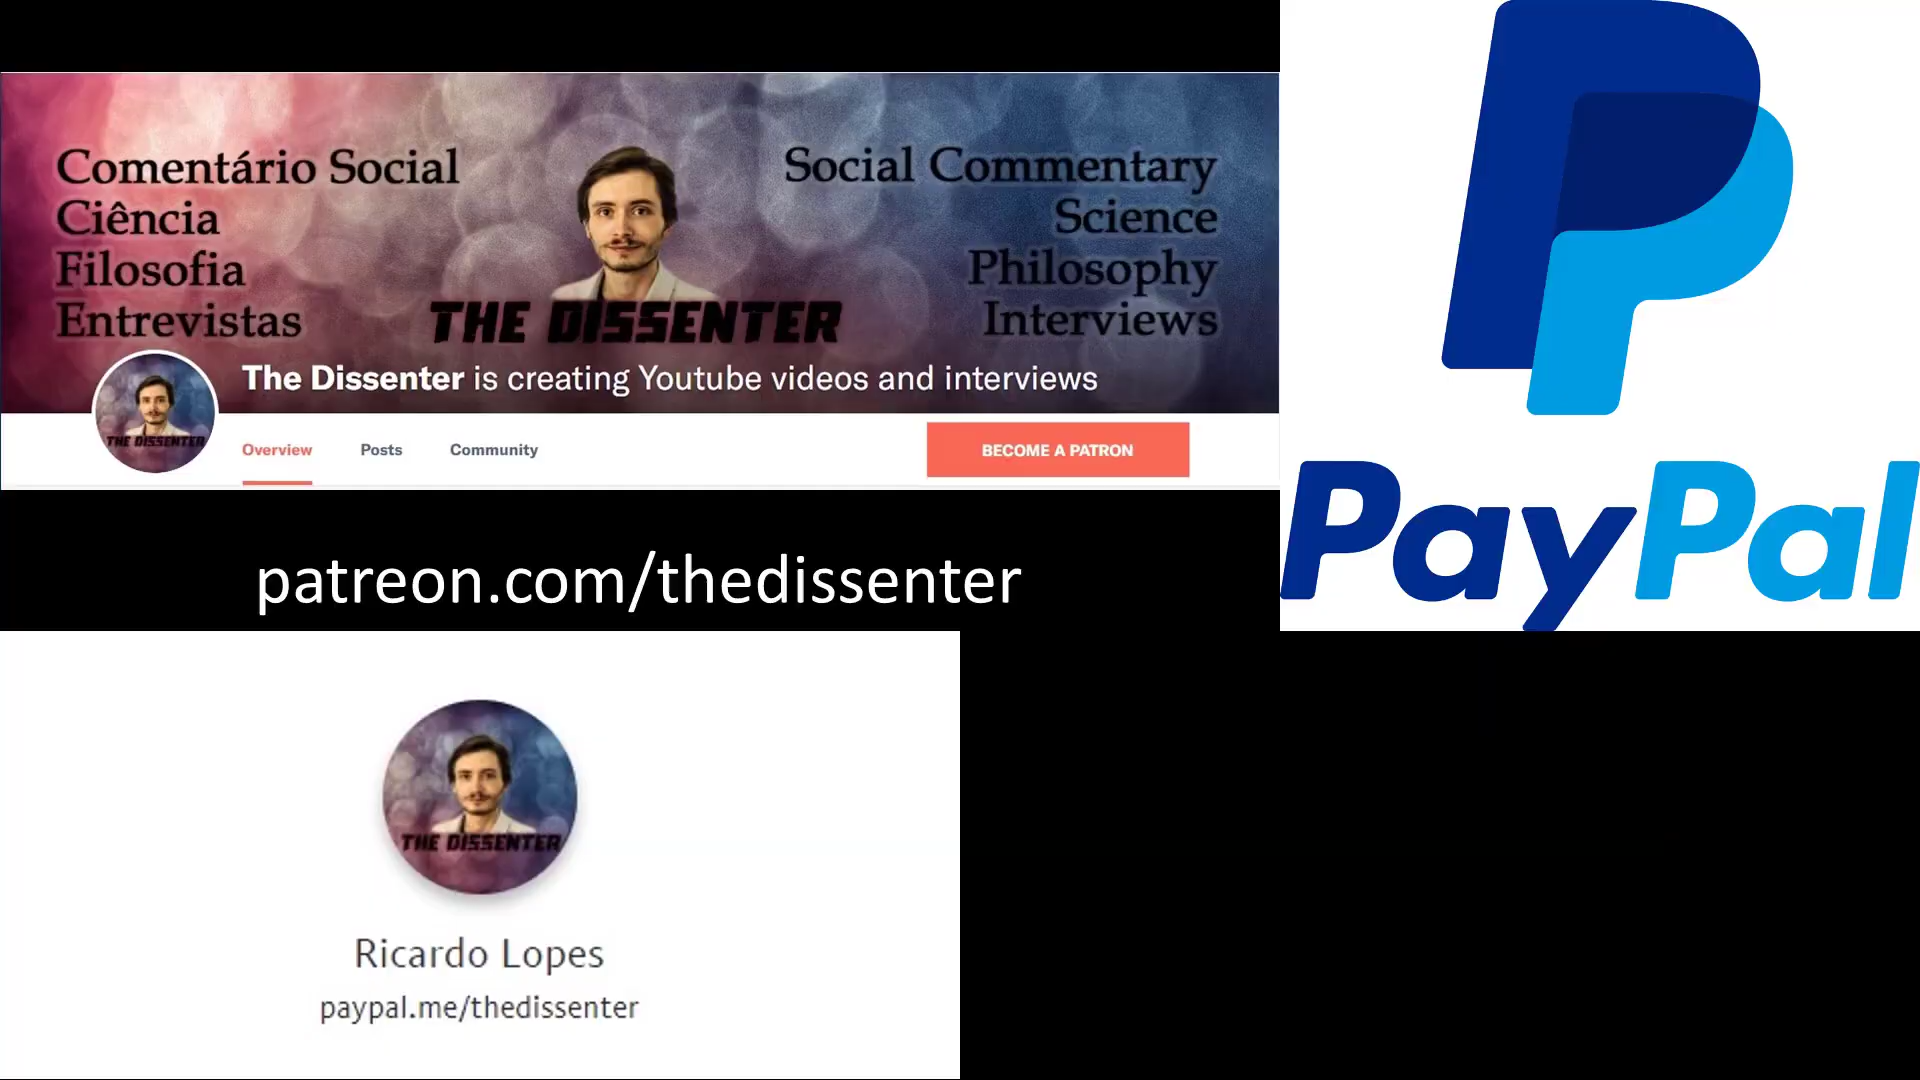 Comentário Social
Ciência
Filosofia
Entrevistas
Social Commentary
Science
Philosophy
Interviews
THE DISSENTER
The Dissenter is creating Youtube videos and interviews
THE DISSENTER
Overview
Posts
Community
BECOME A PATRON
patreon.com/thedissenter
PayPal
THE DISSENTER
Ricardo Lopes
paypal.me/thedissenter